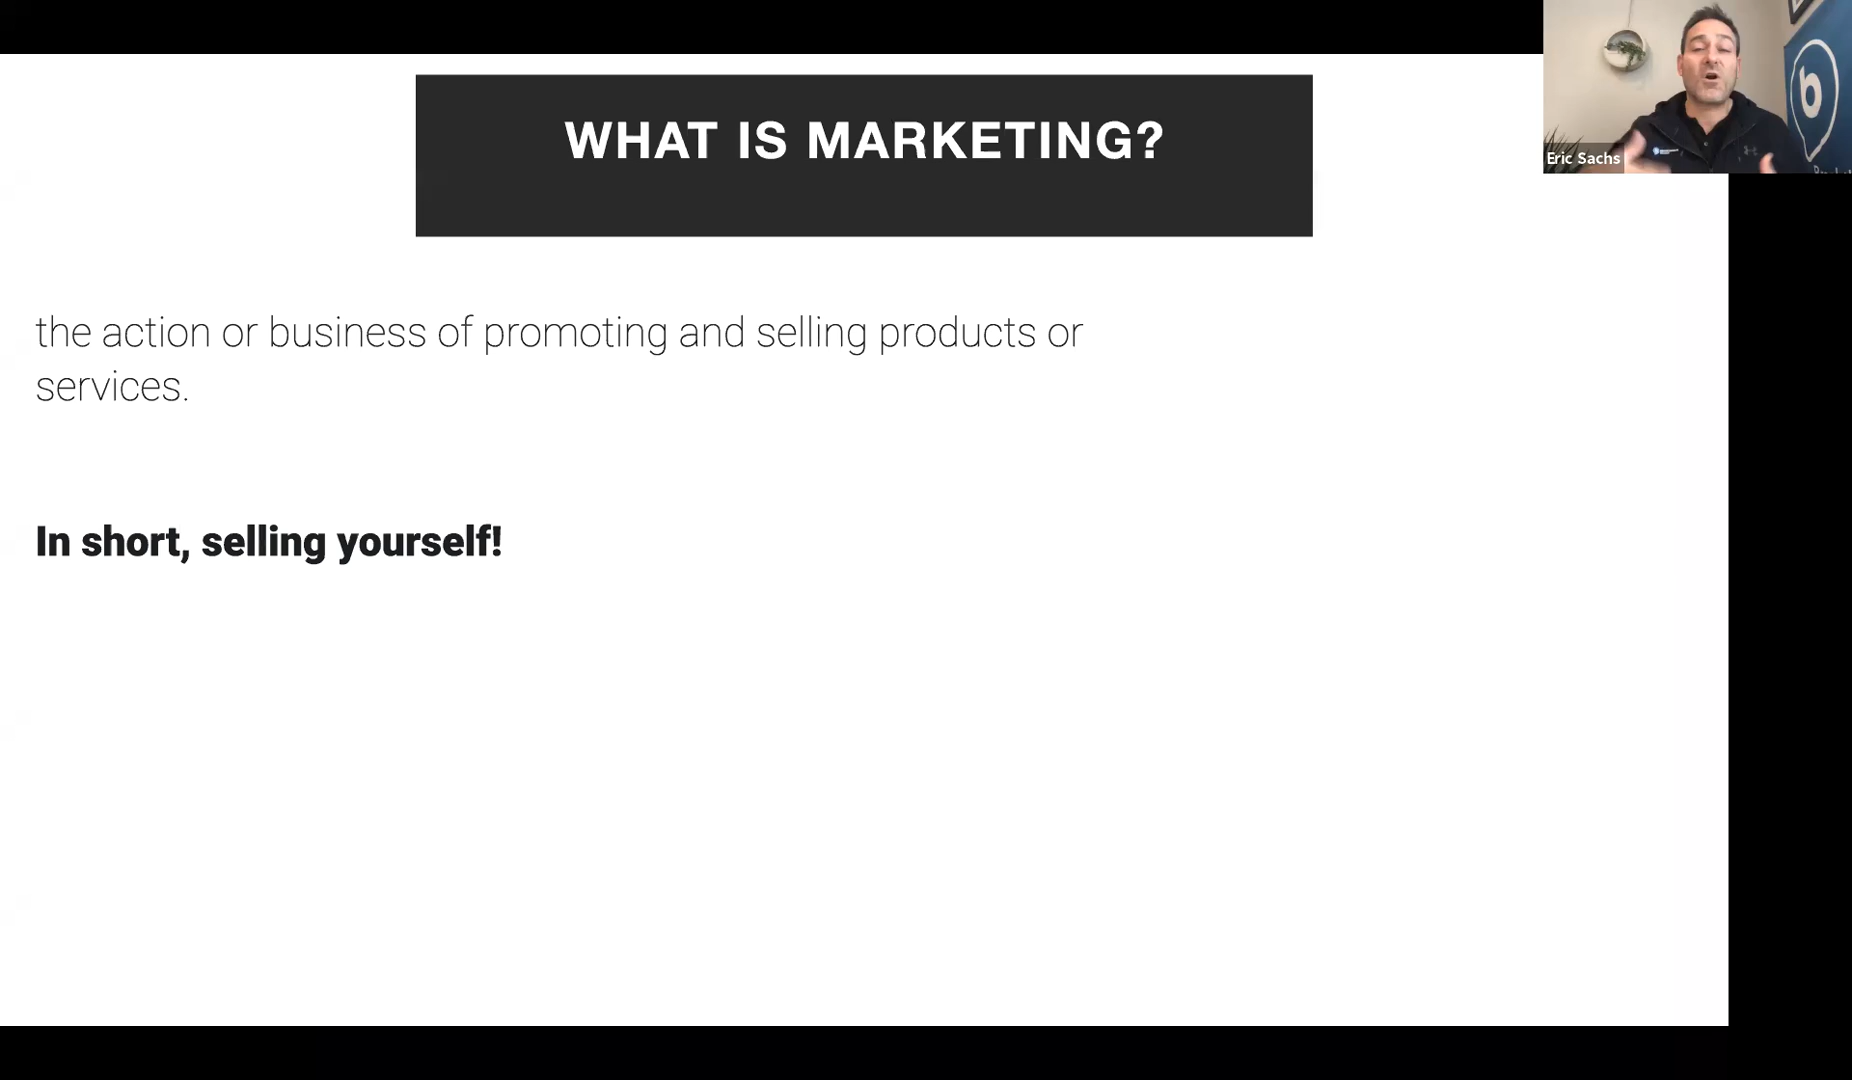 WHAT IS MARKETING?
the action or business of promoting and selling products or
services.
In short, selling yourself!
Eric Sachs
b